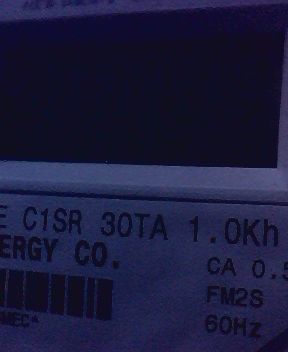 E C1SR 30TA 1.0Kh
ERGY CO.
CA 0.5
FM2S
60Hz